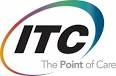 ITC
The Point of Care